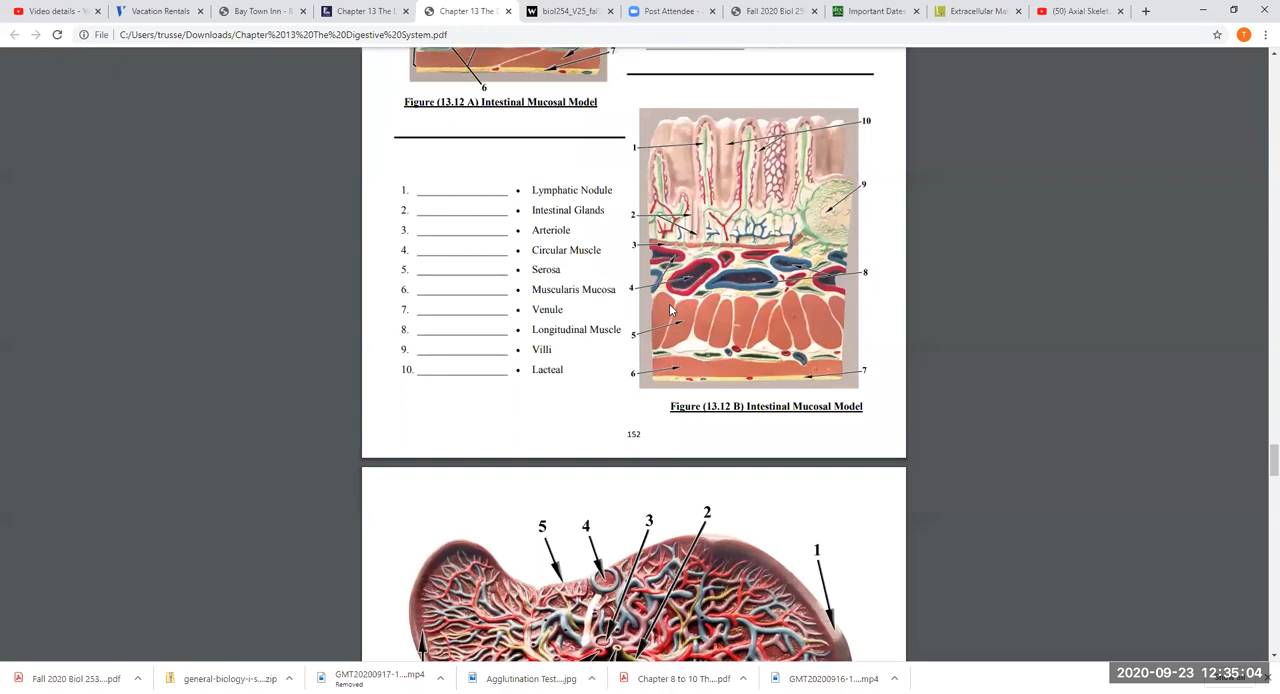 Video details - Y
Vacation Rentals
Bay Town Inn - B
Chapter 13 The D
Chapter 13 The D
biol254_V25_fal
Post Attendee -
Fall 2020 Biol 25
Important Dates
Extracellular Ma
(50) Axial Skele
File | C:/Users/trusse/Downloads/Chapter%2013%20The%20Digestive%20System.pdf
T
7
6
Figure (13.12 A) Intestinal Mucosal Model
1. • Lymphatic Nodule
2. • Intestinal Glands
3. • Arteriole
4. • Circular Muscle
5. • Serosa
6. • Muscularis Mucosa
7. • Venule
8. • Longitudinal Muscle
9. • Villi
10. • Lacteal
1
2
3
4
5
6
10
9
8
7
Figure (13.12 B) Intestinal Mucosal Model
152
5
4
3
2
1
Fall 2020 Biol 253....pdf
general-biology-i-s....zip
GMT20200917-1....mp4
Removed
Agglutination Test....jpg
Chapter 8 to 10 Th....pdf
GMT20200916-1....mp4
2020-09-23 12:35:04